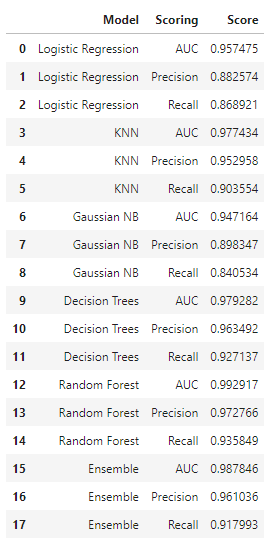 Model Scoring Score
0 Logistic Regression AUC 0.957475
1 Logistic Regression Precision 0.882574
2 Logistic Regression Recall 0.868921
3 KNN AUC 0.977434
4 KNN Precision 0.952958
5 KNN Recall 0.903554
6 Gaussian NB AUC 0.947164
7 Gaussian NB Precision 0.898347
8 Gaussian NB Recall 0.840534
9 Decision Trees AUC 0.979282
10 Decision Trees Precision 0.963492
11 Decision Trees Recall 0.927137
12 Random Forest AUC 0.992917
13 Random Forest Precision 0.972766
14 Random Forest Recall 0.935849
15 Ensemble AUC 0.987846
16 Ensemble Precision 0.961036
17 Ensemble Recall 0.917993